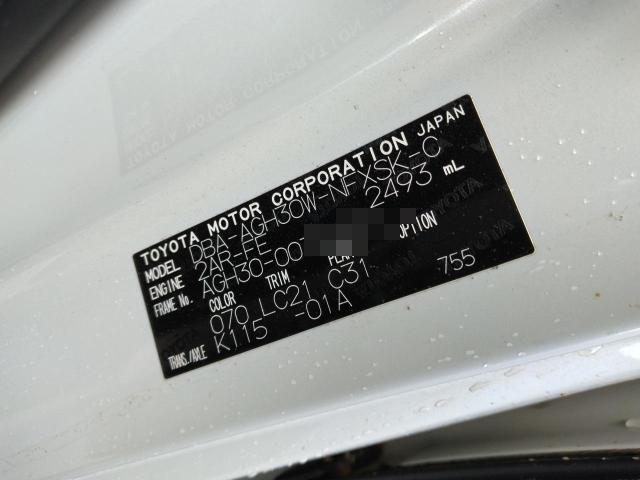 TOYOTA MOTOR CORPORATION JAPAN
MODEL DBA-AGH30W-NFXSK-C
ENGINE 2AR-FE 2493 mL
FRAME No. AGH30-00
COLOR TRIM
070 LC21 C31 755
TRANS./AXLE K115 -01A